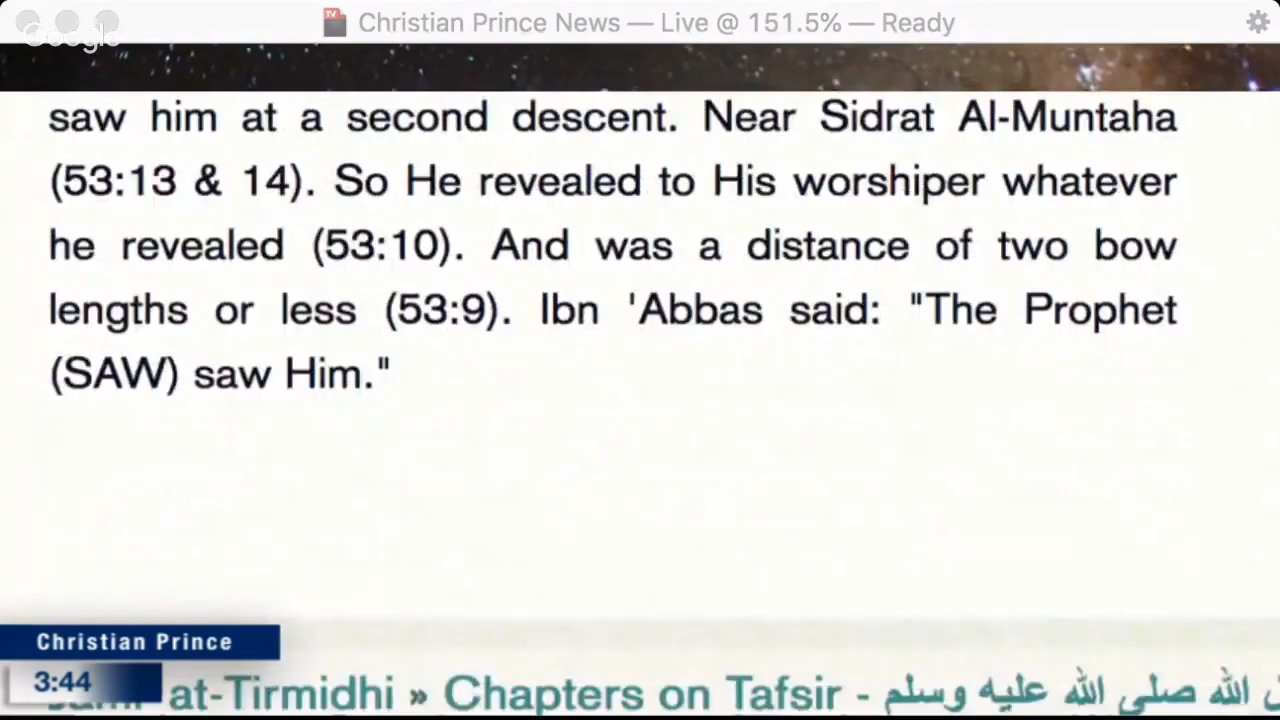 Christian Prince News — Live @ 151.5% — Ready
Google
saw him at a second descent. Near Sidrat Al-Muntaha
(53:13 & 14). So He revealed to His worshiper whatever
he revealed (53:10). And was a distance of two bow
lengths or less (53:9). Ibn 'Abbas said: "The Prophet
(SAW) saw Him."
Christian Prince
3:44
at-Tirmidhi » Chapters on Tafsir - الله صلى الله عليه وسلم